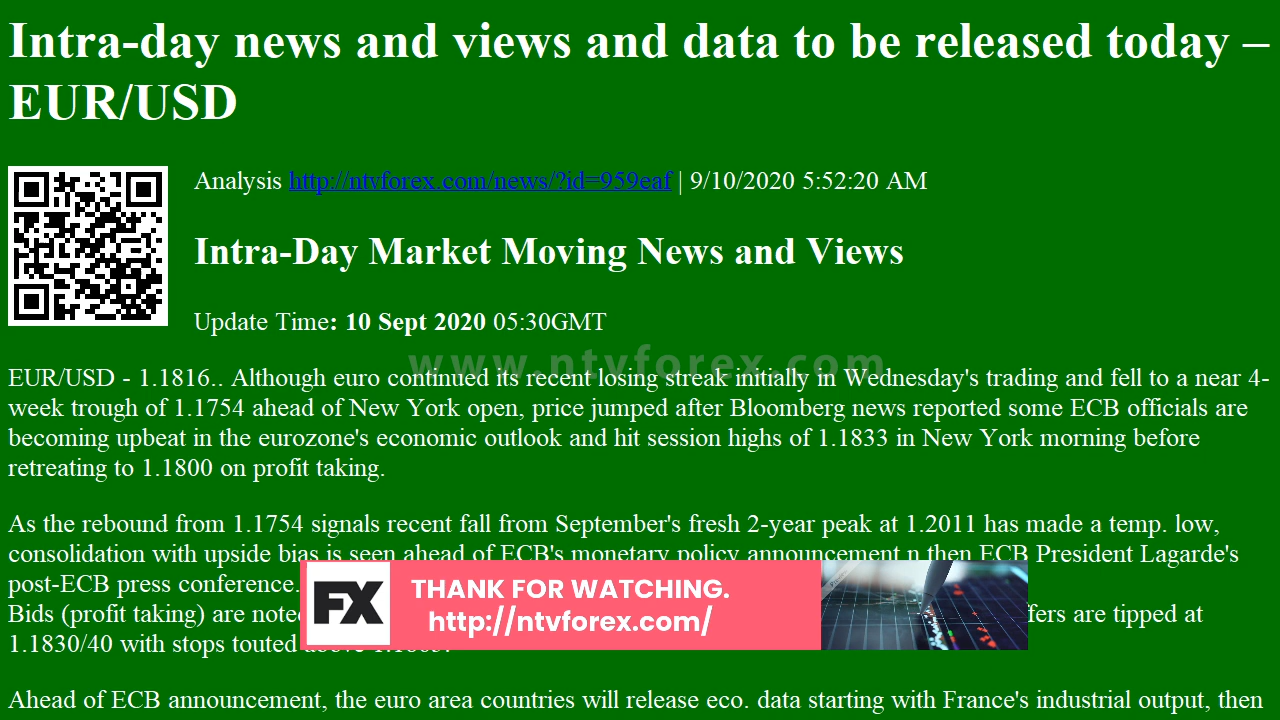 Intra-day news and views and data to be released today –
EUR/USD
Analysis http://ntvforex.com/news/?id=959eaf | 9/10/2020 5:52:20 AM
Intra-Day Market Moving News and Views
Update Time: 10 Sept 2020 05:30GMT
www.ntvforex.com
EUR/USD - 1.1816.. Although euro continued its recent losing streak initially in Wednesday's trading and fell to a near 4-
week trough of 1.1754 ahead of New York open, price jumped after Bloomberg news reported some ECB officials are
becoming upbeat in the eurozone's economic outlook and hit session highs of 1.1833 in New York morning before
retreating to 1.1800 on profit taking.
As the rebound from 1.1754 signals recent fall from September's fresh 2-year peak at 1.2011 has made a temp. low,
consolidation with upside bias is seen ahead of ECB's monetary policy announcement n then ECB President Lagarde's
post-ECB press conference.
Bids (profit taking) are noted are tipped at
1.1830/40 with stops touted
FX
THANK FOR WATCHING.
http://ntvforex.com/
Ahead of ECB announcement, the euro area countries will release eco. data starting with France's industrial output, then